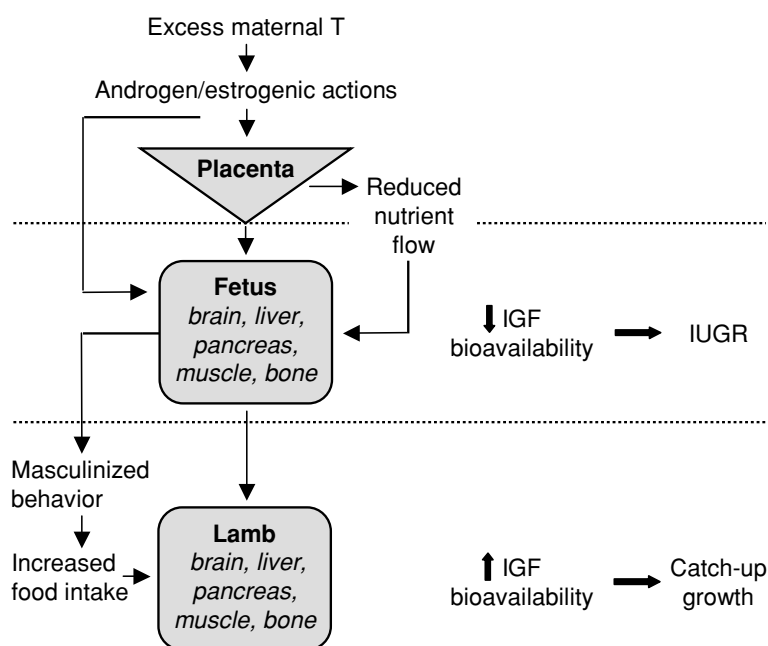 Excess maternal T
Androgen/estrogenic actions
Placenta
Reduced
nutrient
flow
Fetus
brain, liver,
pancreas,
muscle, bone
IGF
bioavailability
IUGR
Masculinized
behavior
Increased
food intake
Lamb
brain, liver,
pancreas,
muscle, bone
IGF
bioavailability
Catch-up
growth